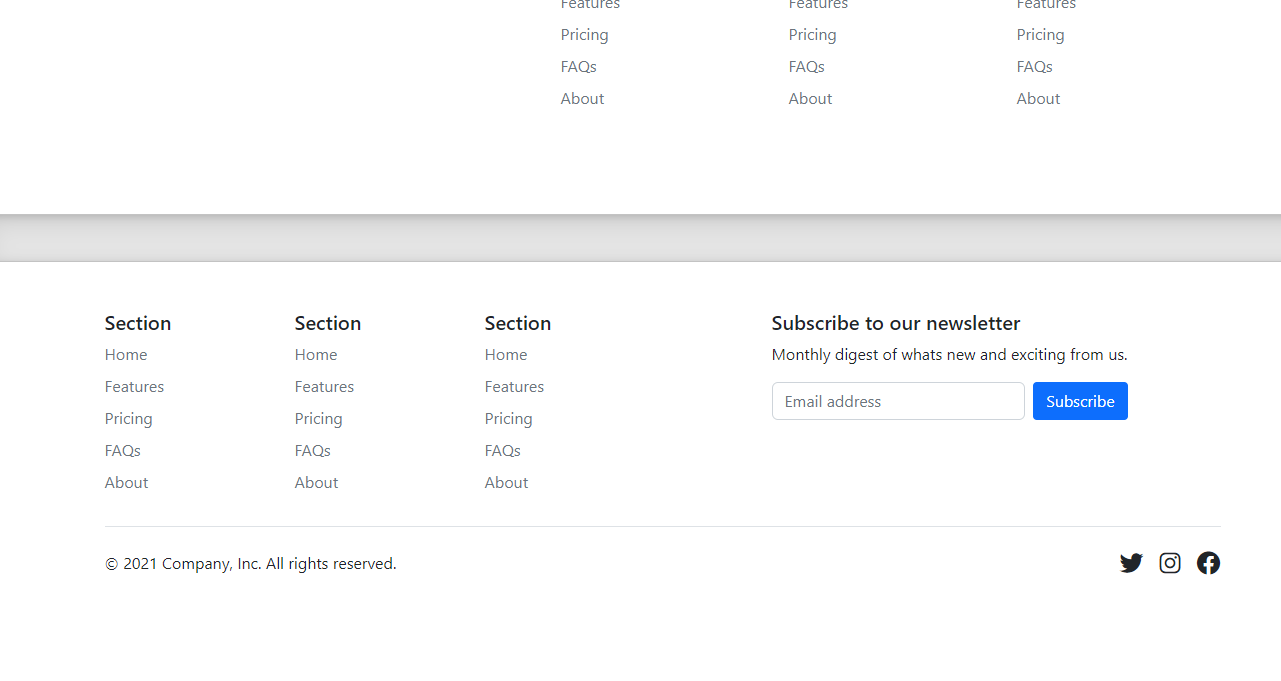 Features Features Features
Pricing Pricing Pricing
FAQs FAQs FAQs
About About About
Section Section Section Subscribe to our newsletter
Home Home Home Monthly digest of whats new and exciting from us.
Features Features Features
Email address Subscribe
Pricing Pricing Pricing
FAQs FAQs FAQs
About About About
© 2021 Company, Inc. All rights reserved.